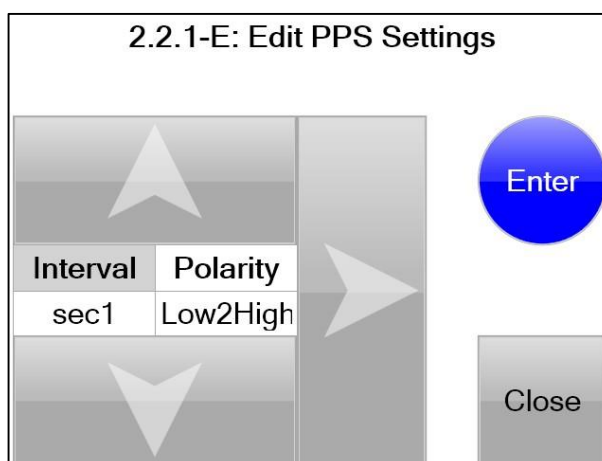 2.2.1-E: Edit PPS Settings
Enter
Interval Polarity
sec1 Low2High
Close